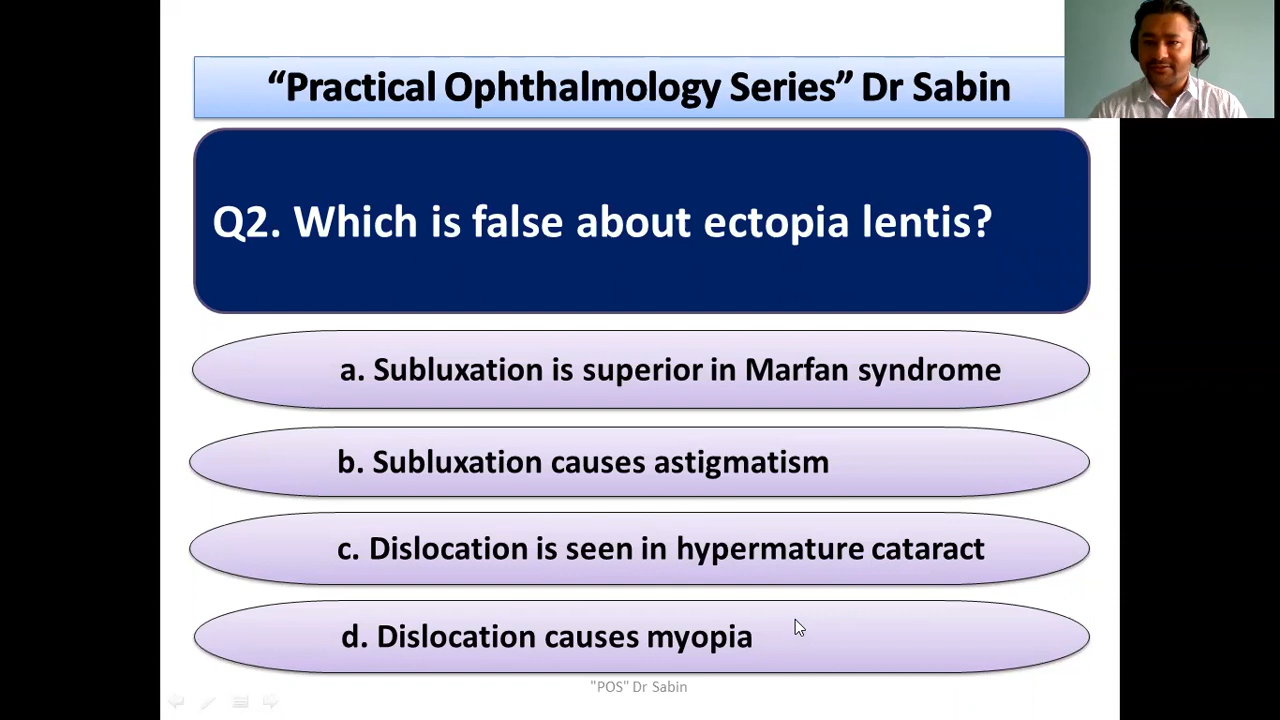 “Practical Ophthalmology Series” Dr Sabin
Q2. Which is false about ectopia lentis?
a. Subluxation is superior in Marfan syndrome
b. Subluxation causes astigmatism
c. Dislocation is seen in hypermature cataract
d. Dislocation causes myopia
"POS" Dr Sabin